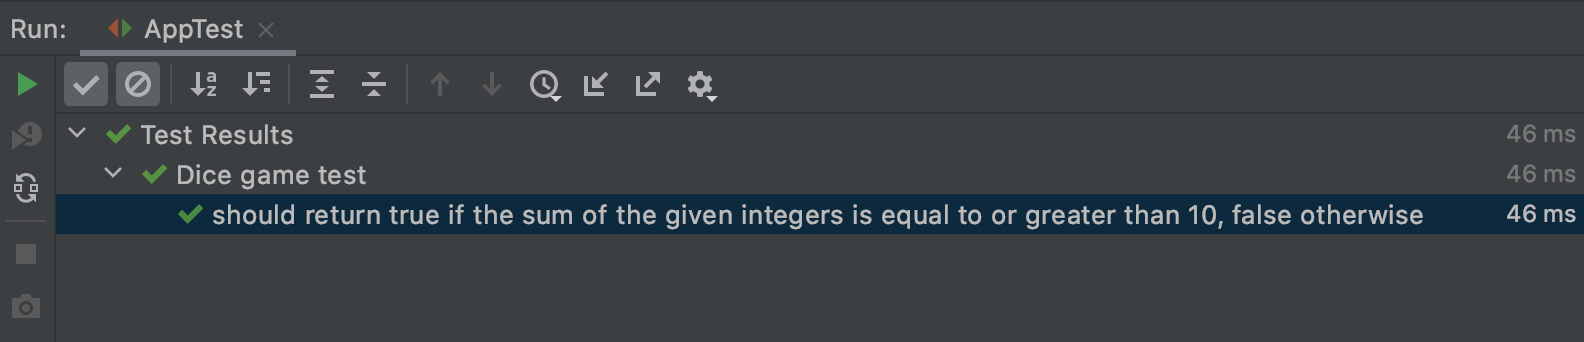 Run: AppTest
Test Results 46 ms
Dice game test 46 ms
should return true if the sum of the given integers is equal to or greater than 10, false otherwise 46 ms